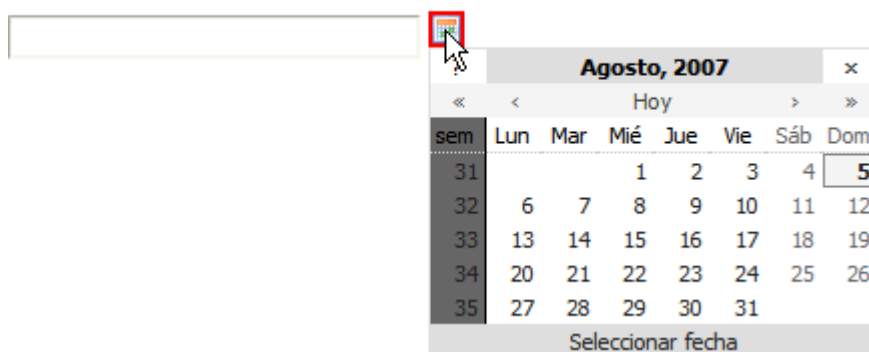 ? Agosto, 2007 ×
« ‹ Hoy › »
sem Lun Mar Mié Jue Vie Sáb Dom
31 1 2 3 4 5
32 6 7 8 9 10 11 12
33 13 14 15 16 17 18 19
34 20 21 22 23 24 25 26
35 27 28 29 30 31
Seleccionar fecha